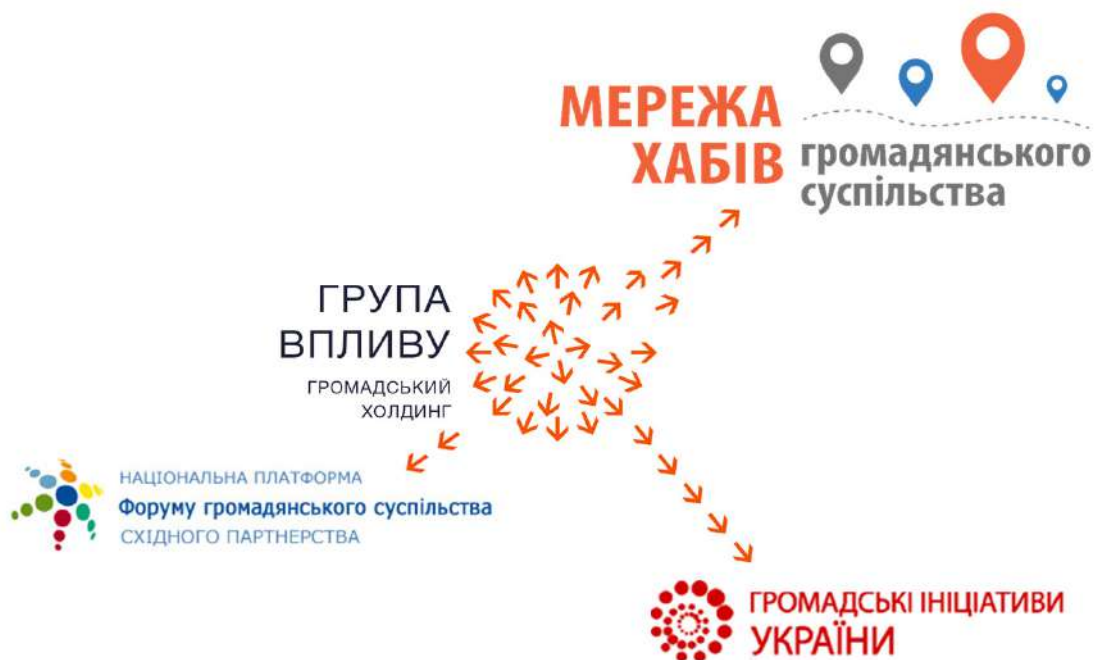 МЕРЕЖА
ХАБІВ
громадянського
суспільства
ГРУПА
ВПЛИВУ
ГРОМАДСЬКИЙ
ХОЛДИНГ
НАЦІОНАЛЬНА ПЛАТФОРМА
Форуму громадянського суспільства
СХІДНОГО ПАРТНЕРСТВА
ГРОМАДСЬКІ ІНІЦІАТИВИ
УКРАЇНИ